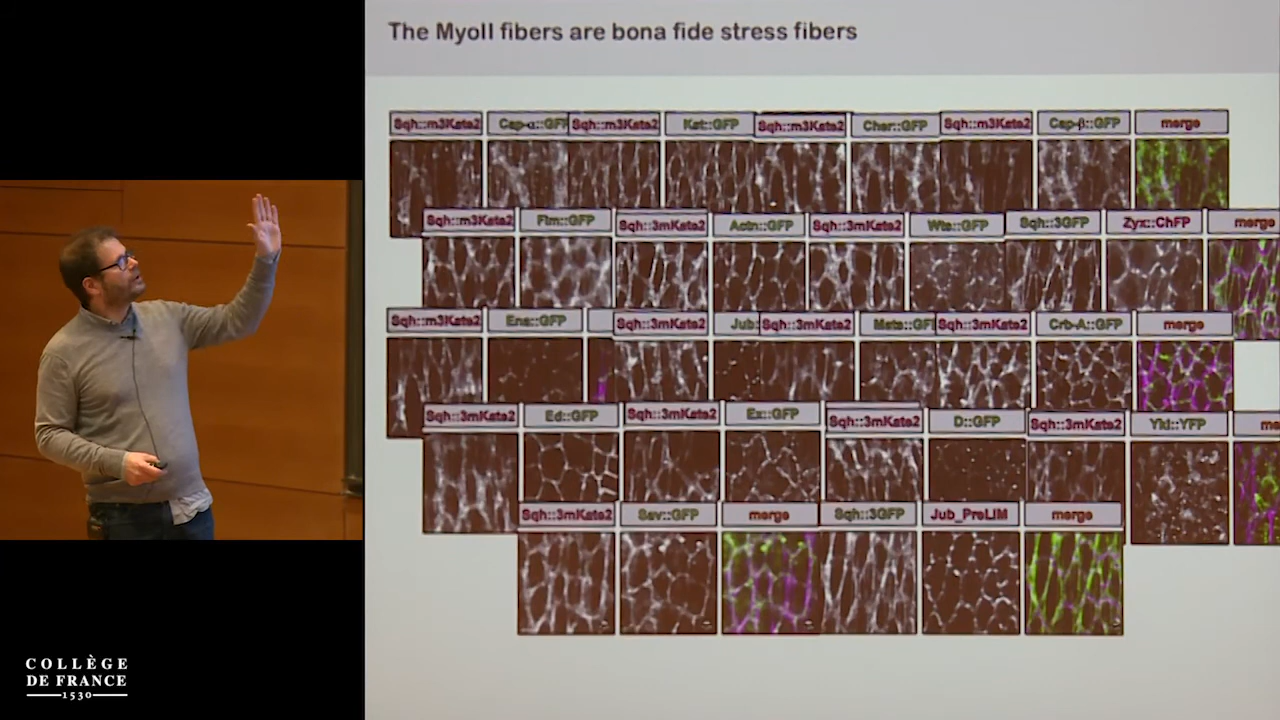 The MyoII fibers are bona fide stress fibers
Sqh::m3Kate2 Cap-α::GFP Sqh::m3Kate2 Kst::GFP Sqh::m3Kate2 Cher::GFP Sqh::m3Kate2 Cap-β::GFP merge
Sqh::m3Kate2 Flm::GFP Sqh::3mKate2 Actn::GFP Sqh::3mKate2 Wts::GFP Sqh::3GFP Zyx::ChFP merge
Sqh::m3Kate2 Ena::GFP Sqh::3mKate2 Jub: Sqh::3mKate2 Mats::GF Sqh::3mKate2 Crb-A::GFP merge
Sqh::3mKate2 Ed::GFP Sqh::3mKate2 Ex::GFP Sqh::3mKate2 D::GFP Sqh::3mKate2 Yki::YFP me
Sqh::3mKate2 Sav::GFP merge Sqh::3GFP Jub_PreLIM merge
COLLÈGE
DE FRANCE
1530